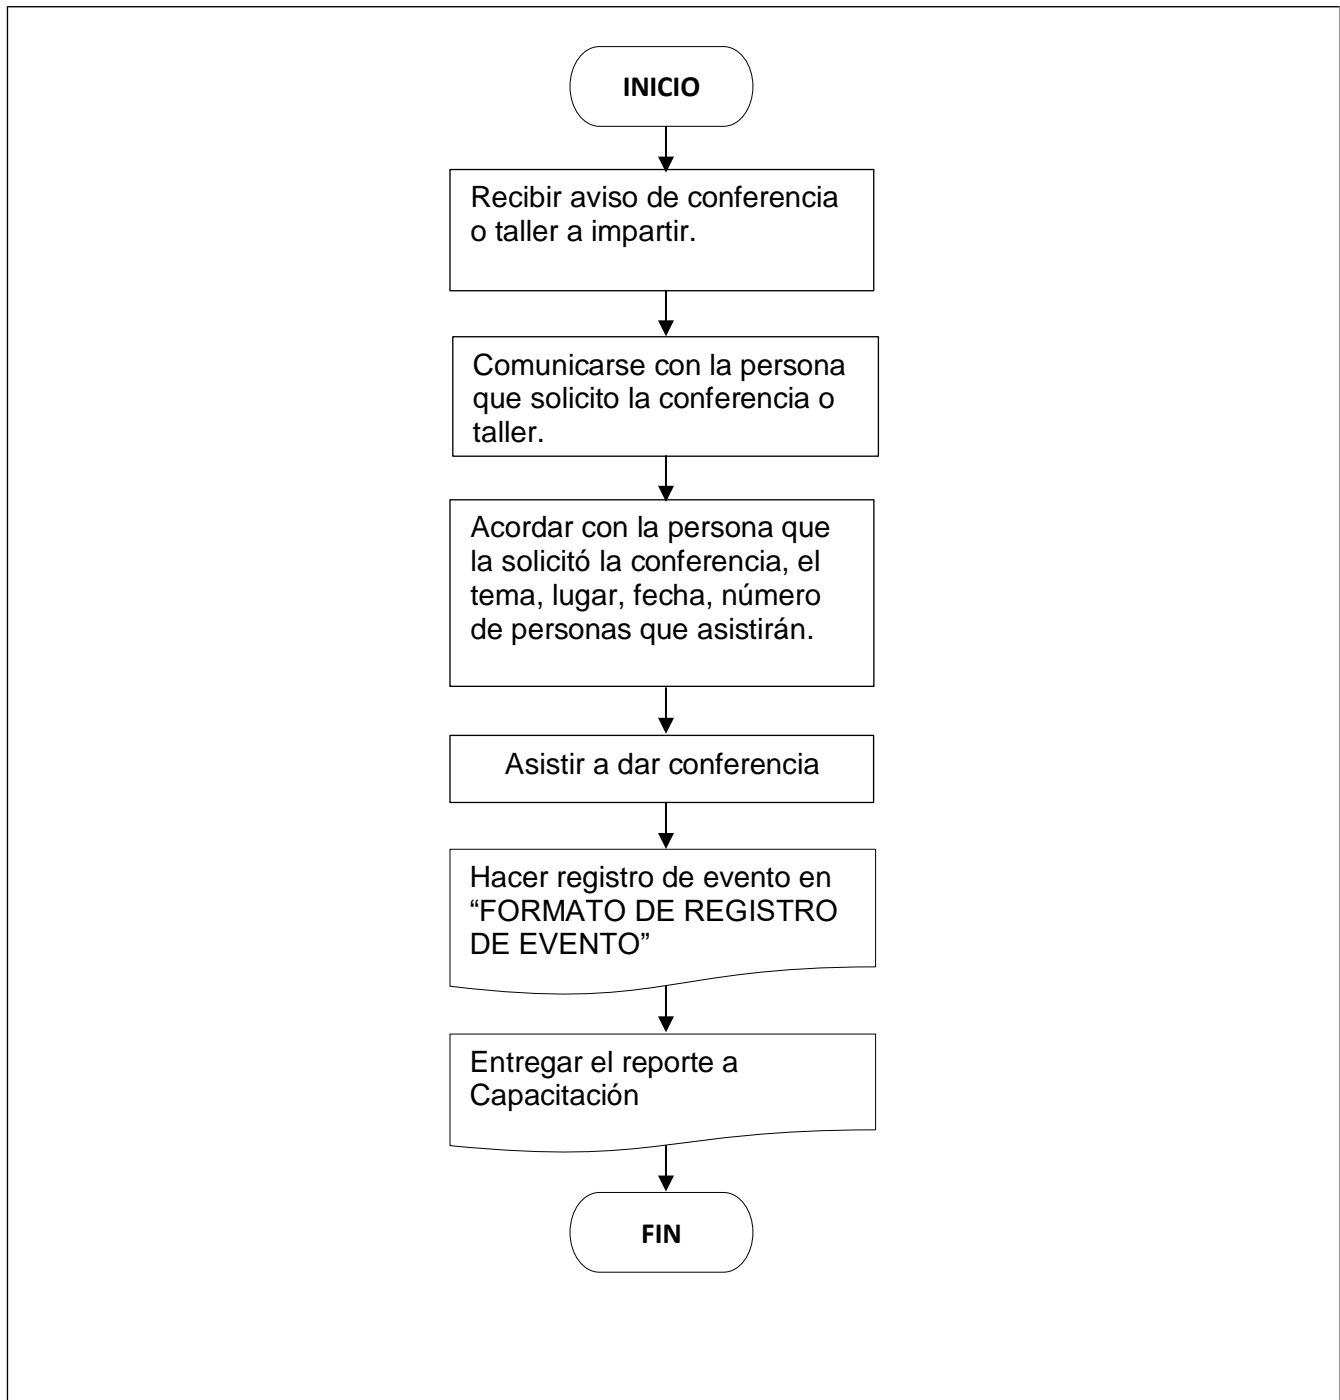 INICIO
Recibir aviso de conferencia
o taller a impartir.
Comunicarse con la persona
que solicito la conferencia o
taller.
Acordar con la persona que
la solicitó la conferencia, el
tema, lugar, fecha, número
de personas que asistirán.
Asistir a dar conferencia
Hacer registro de evento en
“FORMATO DE REGISTRO
DE EVENTO”
Entregar el reporte a
Capacitación
FIN